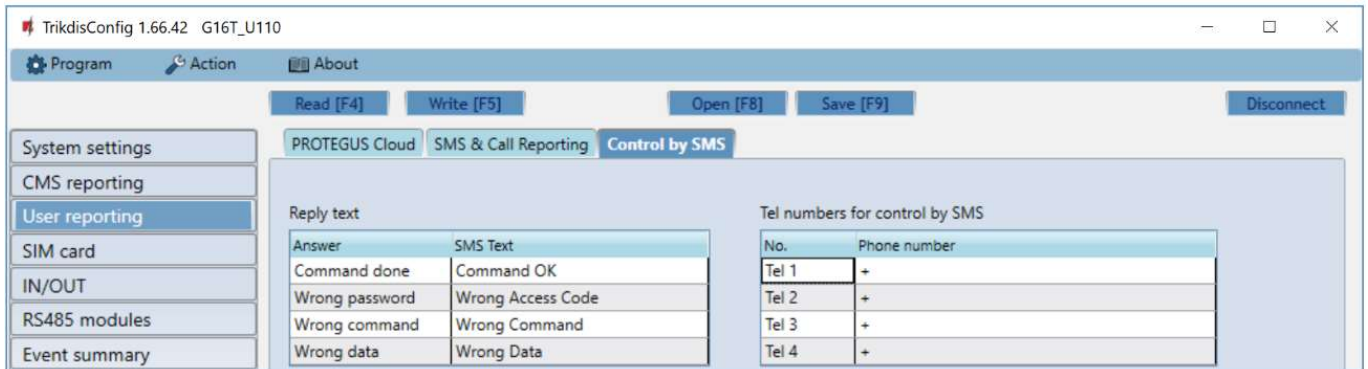 TrikdisConfig 1.66.42 G16T_U110
Program Action About
Read [F4] Write [F5] Open [F8] Save [F9] Disconnect
System settings
CMS reporting
User reporting
SIM card
IN/OUT
RS485 modules
Event summary
PROTEGUS Cloud SMS & Call Reporting Control by SMS
Reply text
Answer SMS Text
Command done Command OK
Wrong password Wrong Access Code
Wrong command Wrong Command
Wrong data Wrong Data
Tel numbers for control by SMS
No. Phone number
Tel 1 +
Tel 2 +
Tel 3 +
Tel 4 +